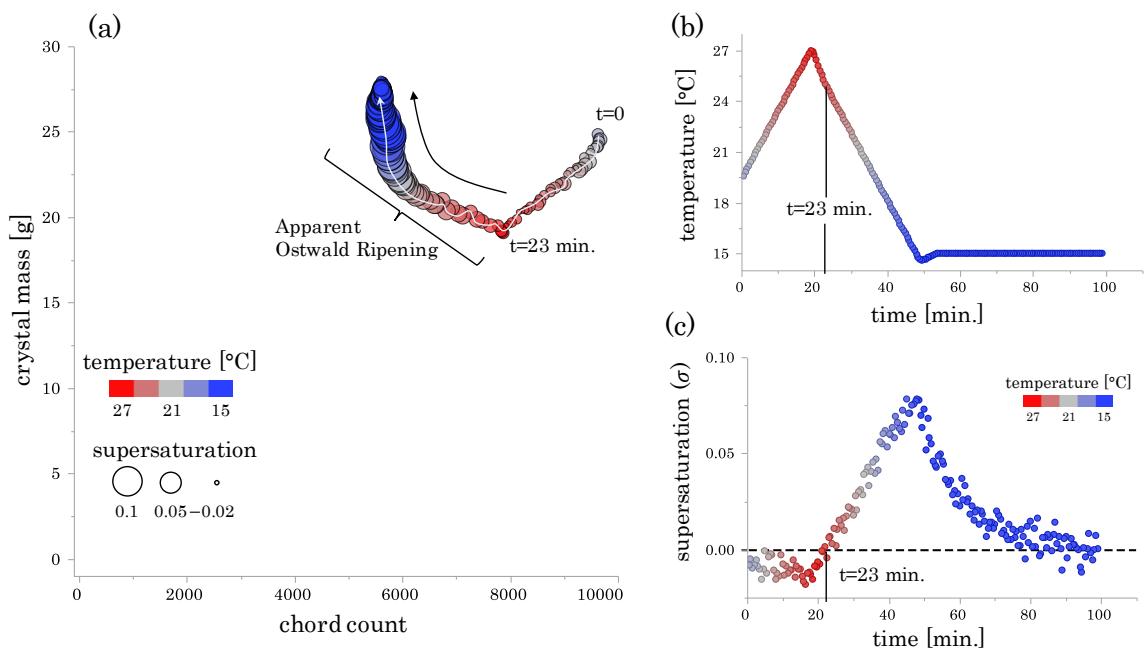 (a)
30
25
20
15
10
5
0
crystal mass [g]
t=0
t=23 min.
Apparent
Ostwald Ripening
temperature [°C]
27 21 15
supersaturation
0.1 0.05 −0.02
0 2000 4000 6000 8000 10000
chord count
(b)
27
24
21
18
15
temperature [°C]
t=23 min.
0 20 40 60 80 100
time [min.]
(c)
0.10
0.05
0.00
supersaturation (σ)
temperature [°C]
27 21 15
t=23 min.
0 20 40 60 80 100
time [min.]